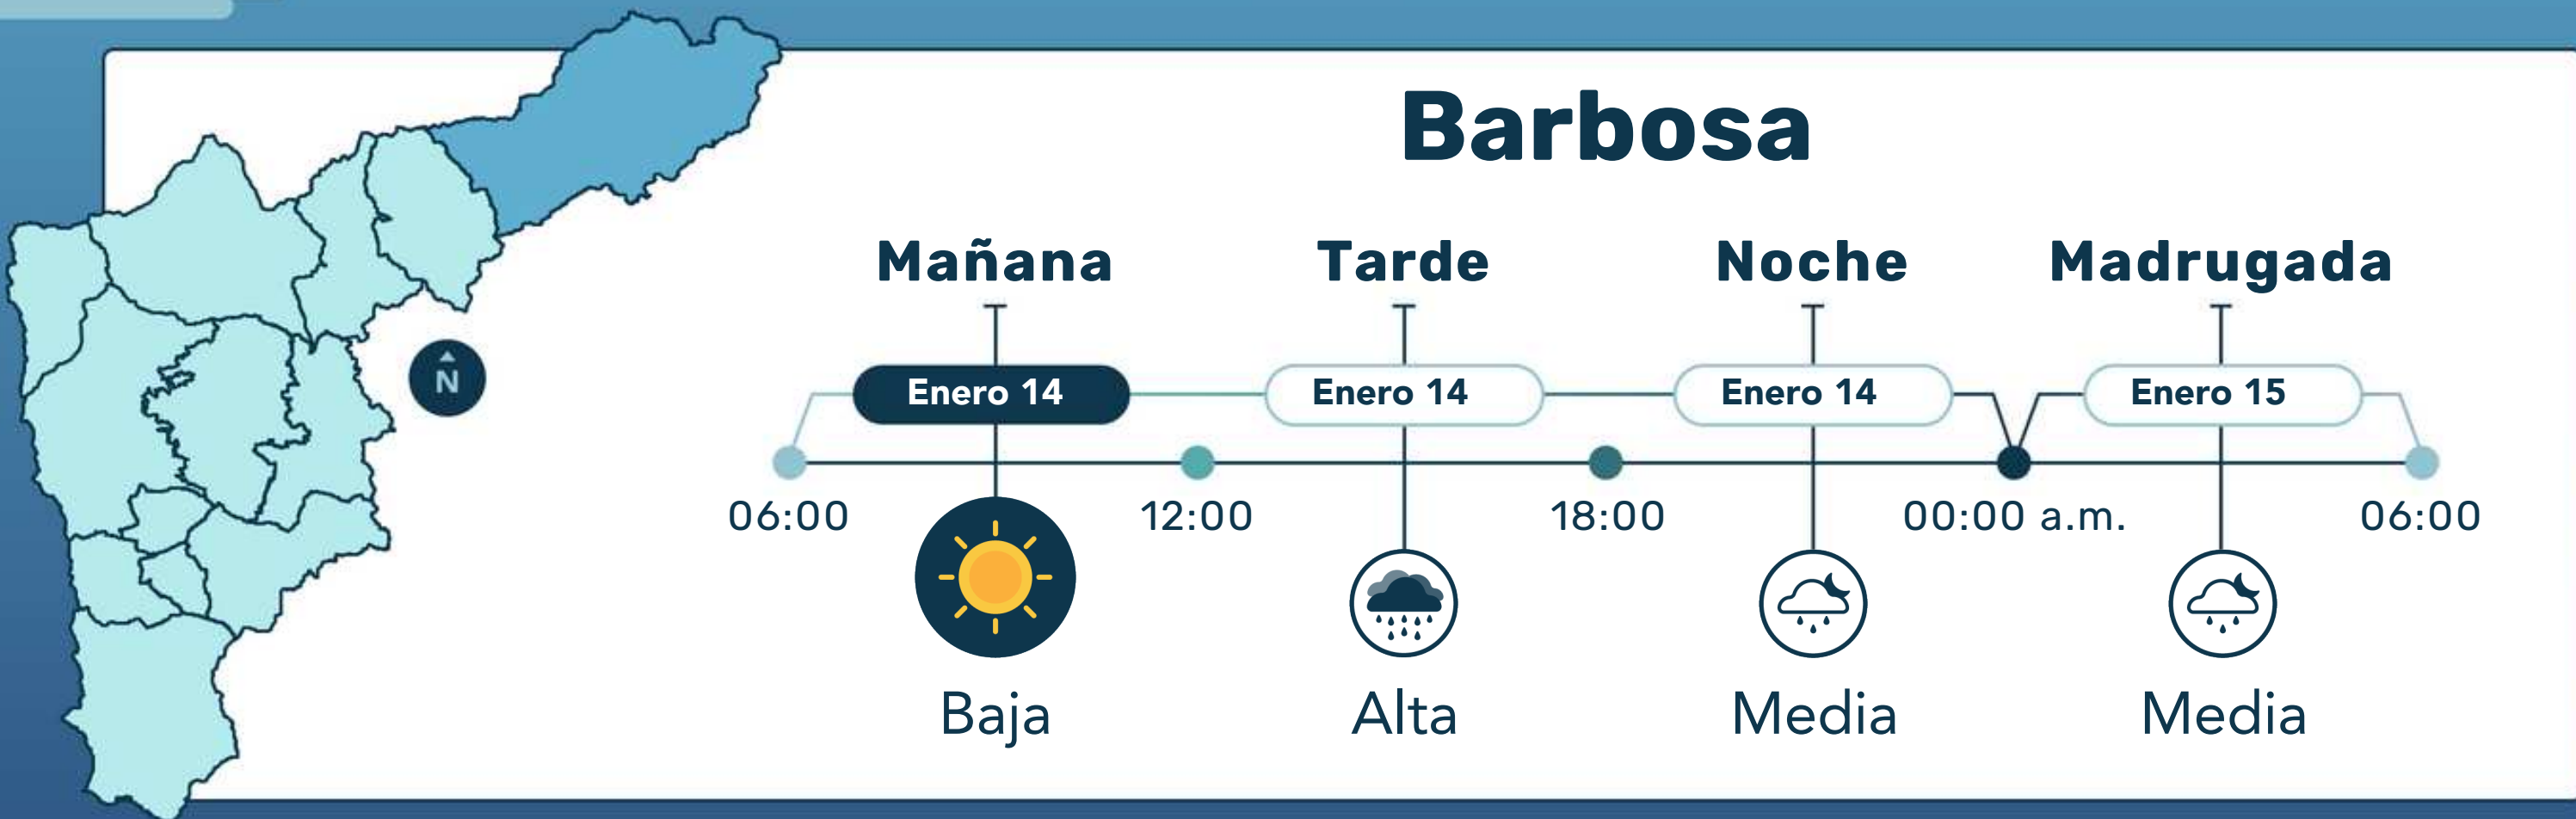 Barbosa
Mañana Tarde Noche Madrugada
Enero 14 Enero 14 Enero 14 Enero 15
N
06:00 12:00 18:00 00:00 a.m. 06:00
Baja Alta Media Media